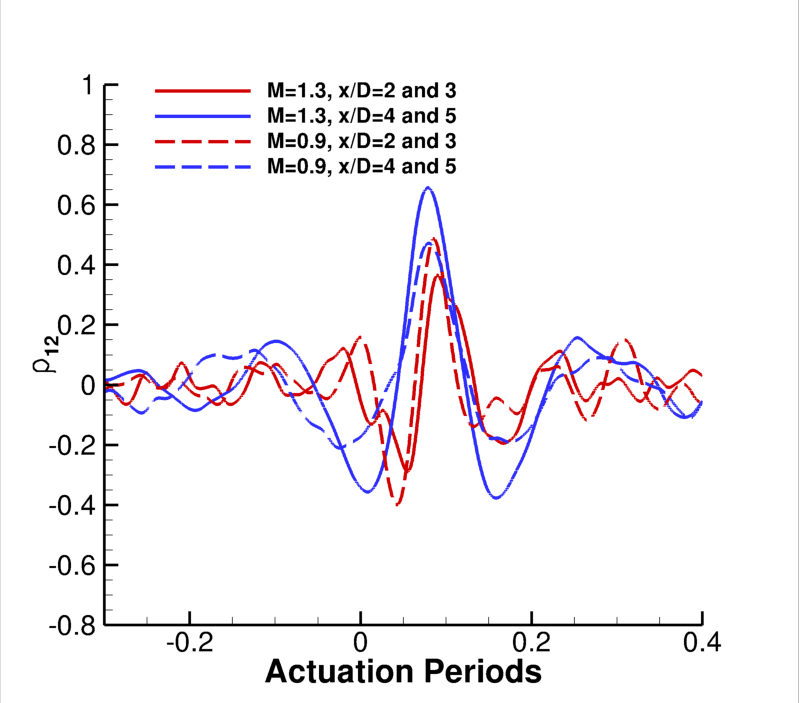 M=1.3, x/D=2 and 3
M=1.3, x/D=4 and 5
M=0.9, x/D=2 and 3
M=0.9, x/D=4 and 5
1
0.8
0.6
0.4
0.2
0
-0.2
-0.4
-0.6
-0.8
ρ12
-0.2 0 0.2 0.4
Actuation Periods